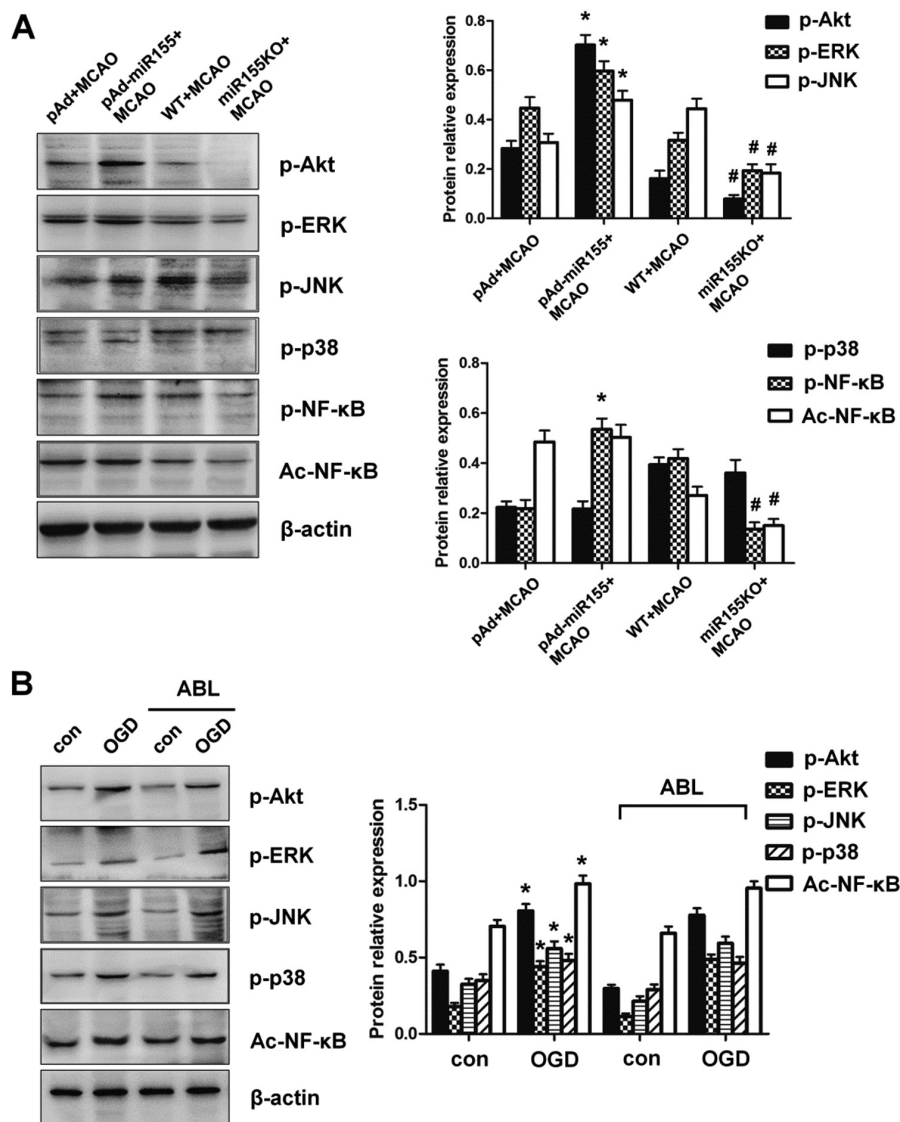 A
pAd+MCAO
pAd-miR155+
MCAO
WT+MCAO
miR155KO+
MCAO
p-Akt
p-ERK
p-JNK
p-p38
p-NF-κB
Ac-NF-κB
β-actin
Protein relative expression
0.8
0.6
0.4
0.2
0.0
*
*
*
#
#
#
pAd+MCAO
pAd-miR155+
MCAO
WT+MCAO
miR155KO+
MCAO
p-Akt
p-ERK
p-JNK
Protein relative expression
0.8
0.6
0.4
0.2
0.0
*
#
#
pAd+MCAO
pAd-miR155+
MCAO
WT+MCAO
miR155KO+
MCAO
p-p38
p-NF-κB
Ac-NF-κB
B
ABL
con
OGD
con
OGD
p-Akt
p-ERK
p-JNK
p-p38
Ac-NF-κB
β-actin
Protein relative expression
1.5
1.0
0.5
0.0
*
*
*
*
*
ABL
con
OGD
con
OGD
p-Akt
p-ERK
p-JNK
p-p38
Ac-NF-κB